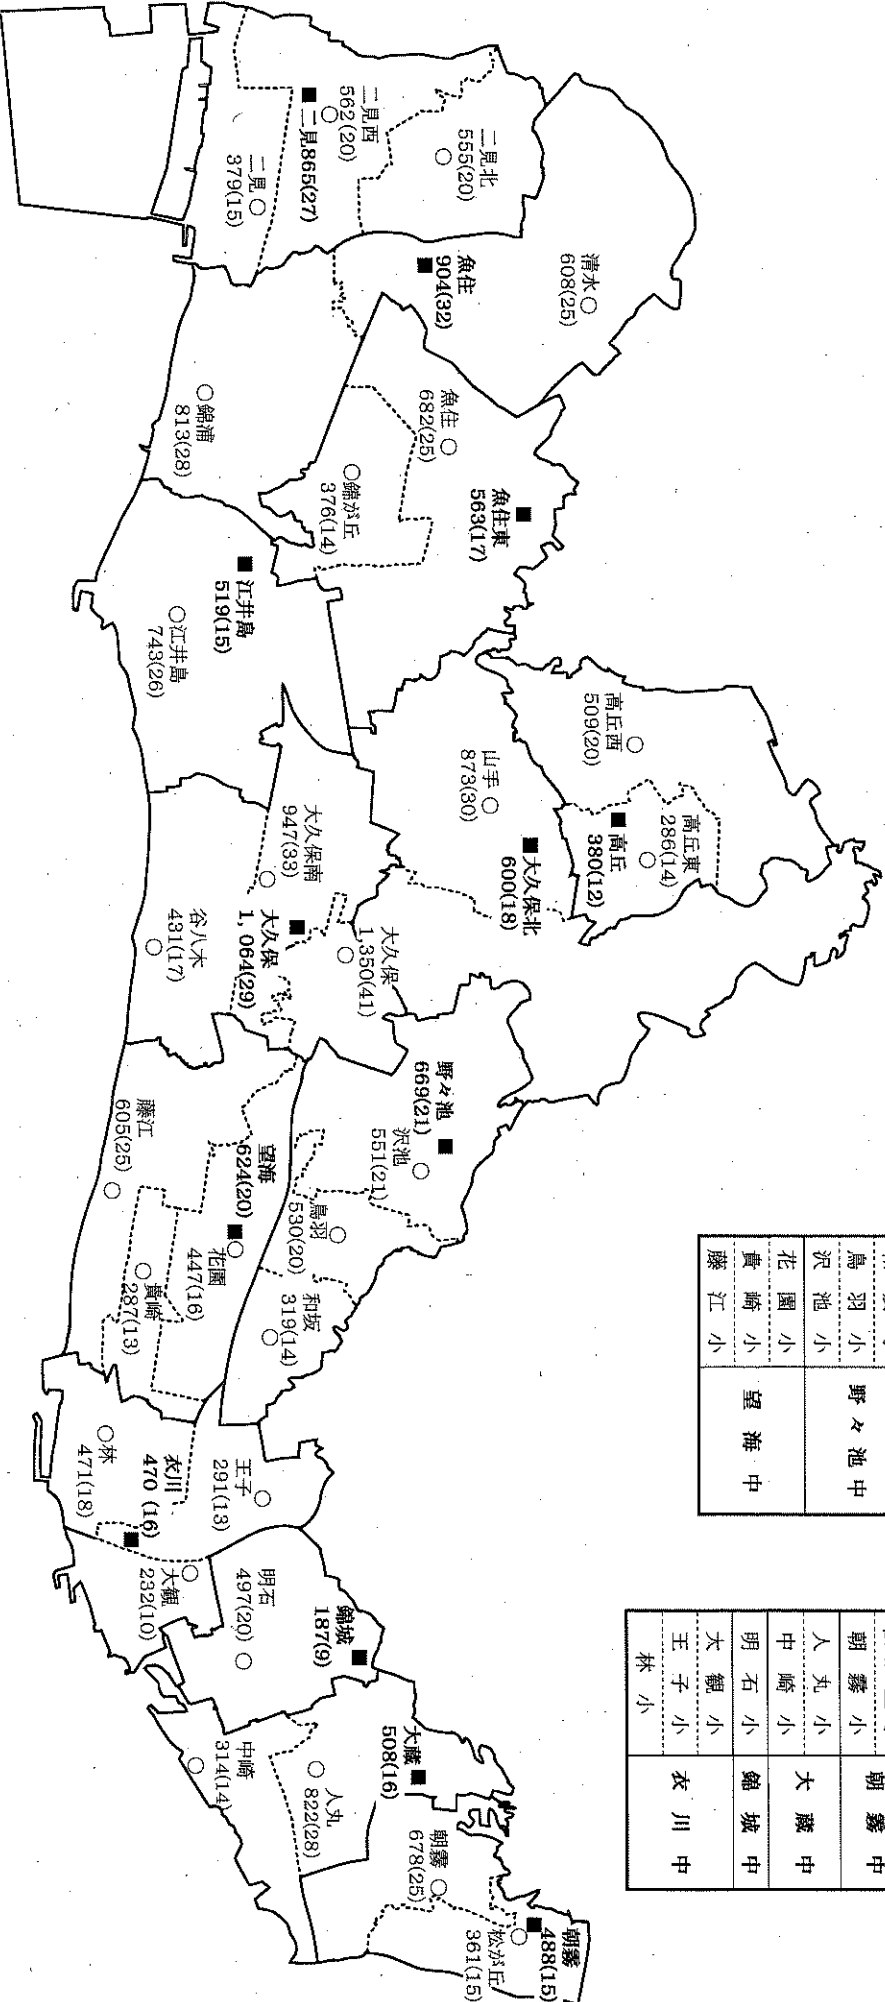 清水
608(25)
二見北
555(20)
二見西
562(20)
二見865(27)
二見
379(15)
魚住
904(32)
錦浦
813(28)
魚住
682(25)
錦が丘
376(14)
魚住東
563(17)
江井島
519(15)
江井島
743(26)
高丘西
509(20)
高丘東
286(14)
高丘
380(12)
山手
873(30)
大久保北
600(18)
大久保南
947(33)
大久保
1,064(29)
大久保
1,350(41)
谷八木
431(17)
野々池
669(21)
沢池
551(21)
鳥羽
530(20)
和坂
319(14)
望海
624(20)
花園
447(16)
貴崎
287(13)
藤江
605(25)
王子
291(13)
衣川
470 (16)
林
471(18)
大観
232(10)
明石
497(20)
錦城
187(9)
中崎
314(14)
人丸
822(28)
大蔵
508(16)
朝霧
678(25)
朝霧
488(15)
松が丘
361(15)
鳥羽小
沢池小
野々池中
花園小
貴崎小
藤江小
望海中
朝霧小
朝霧中
人丸小
中崎小
大蔵中
明石小
錦城中
大観小
王子小
林小
衣川中